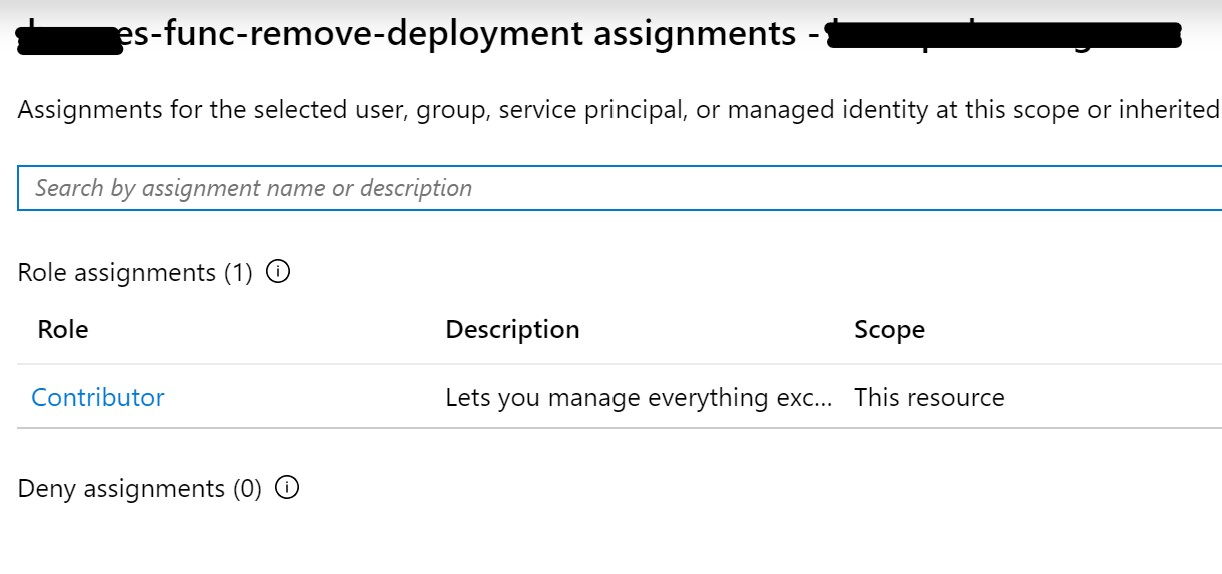 es-func-remove-deployment assignments -
Assignments for the selected user, group, service principal, or managed identity at this scope or inherited
Search by assignment name or description
Role assignments (1)
Role Description Scope
Contributor Lets you manage everything exc... This resource
Deny assignments (0)